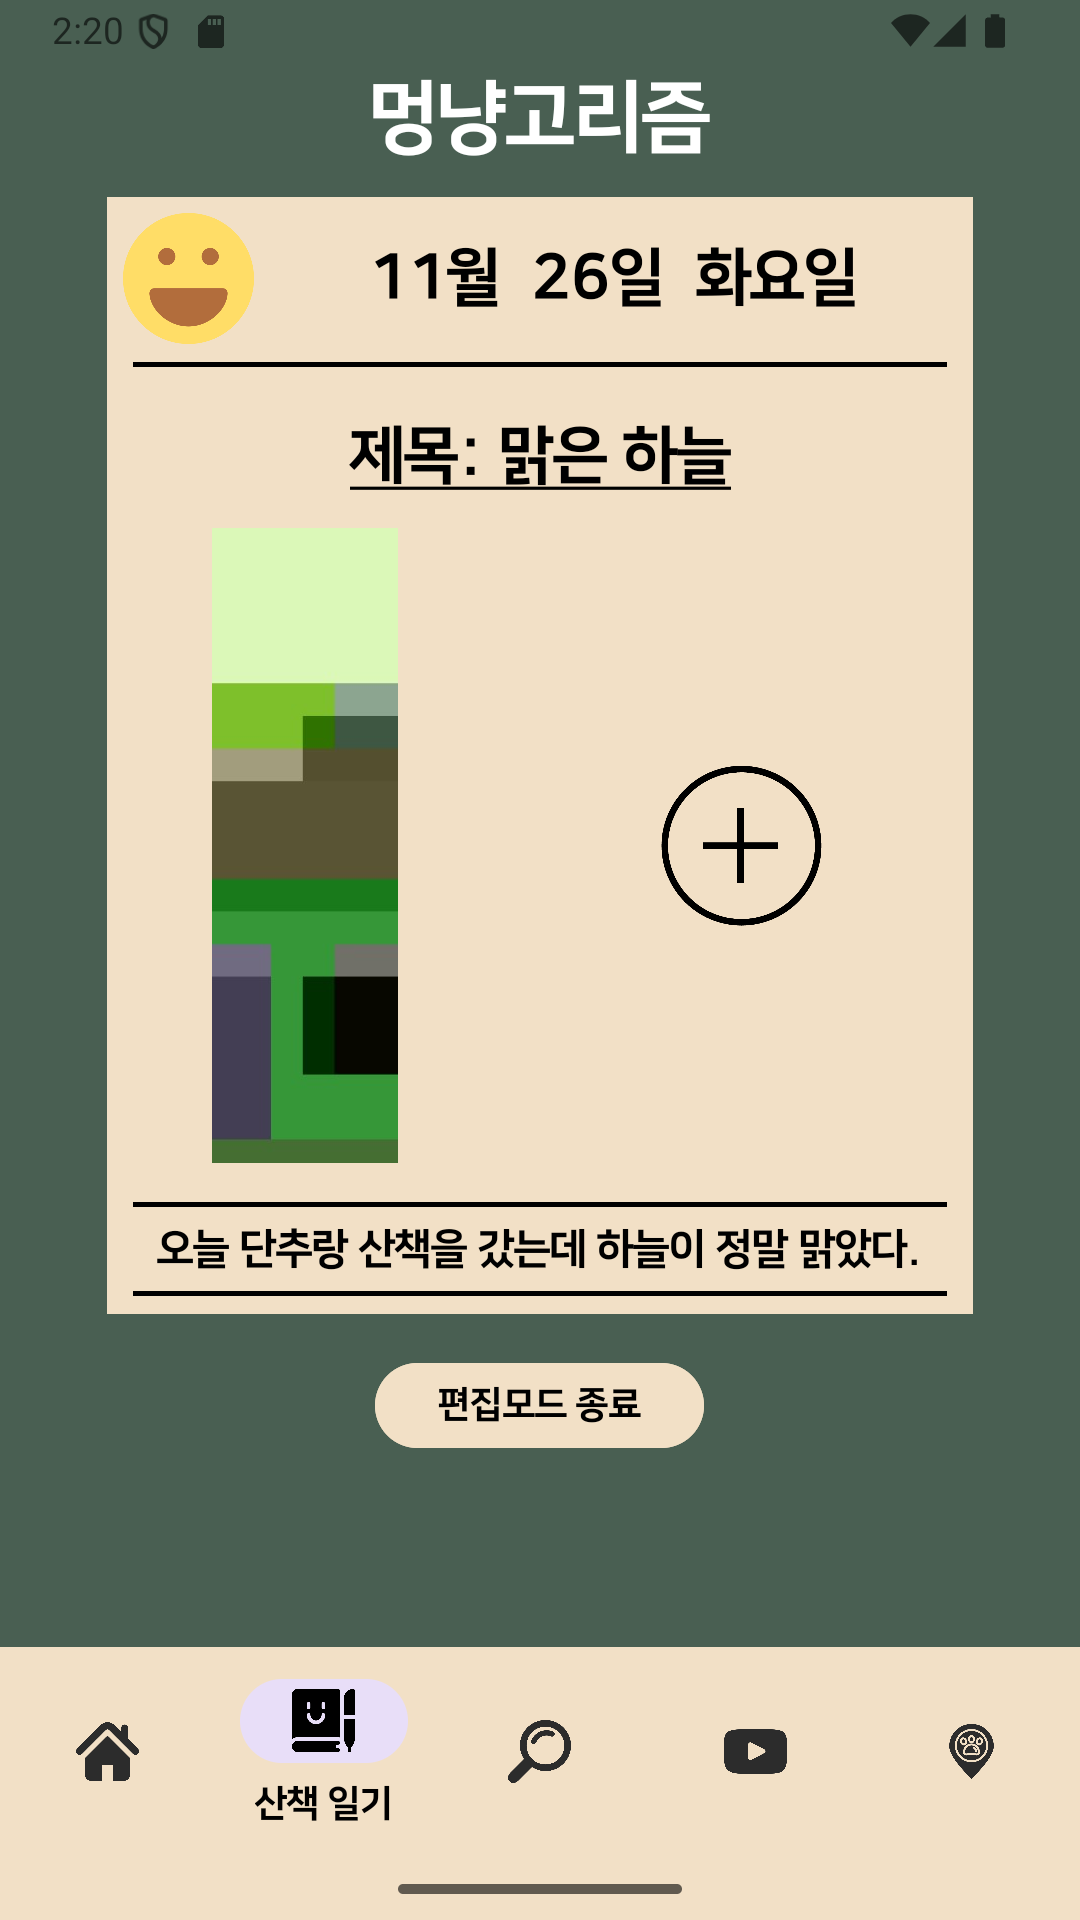 2:20
멍냥고리즘
11월 26일 화요일
제목: 맑은 하늘
오늘 단추랑 산책을 갔는데 하늘이 정말 맑았다.
편집모드 종료
산책 일기